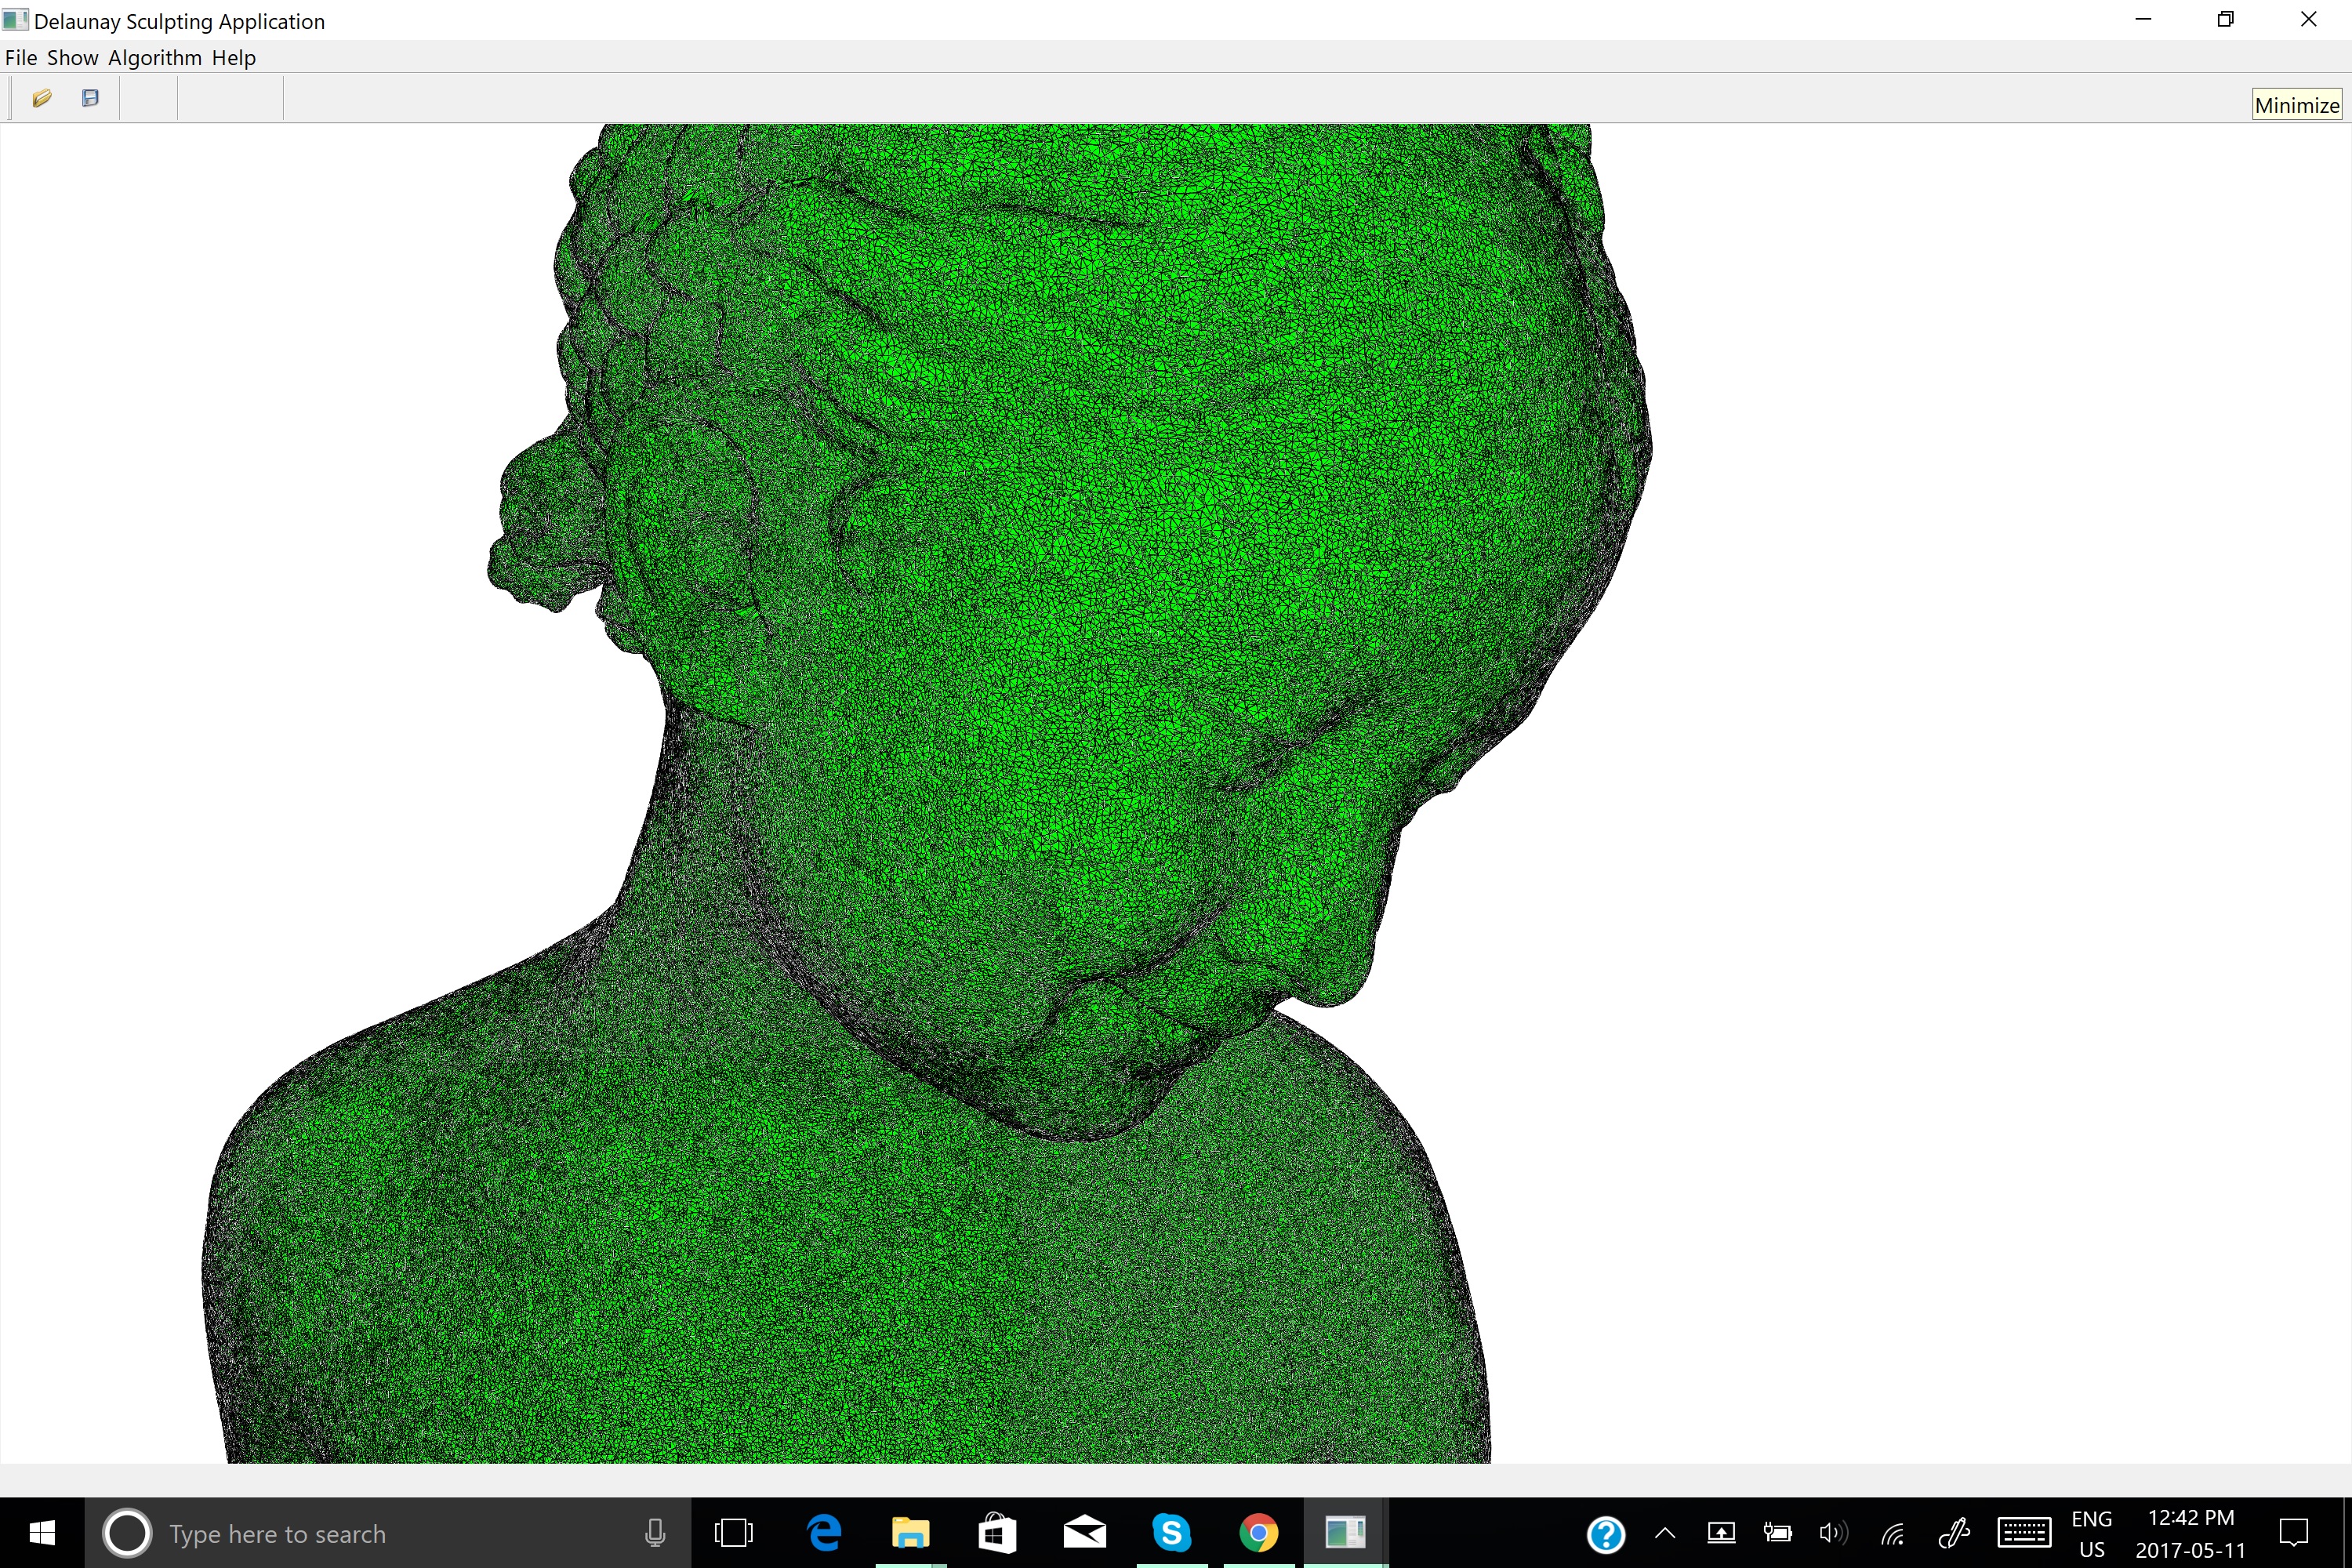 Delaunay Sculpting Application
File Show Algorithm Help
Minimize
Type here to search
ENG
US
12:42 PM
2017-05-11